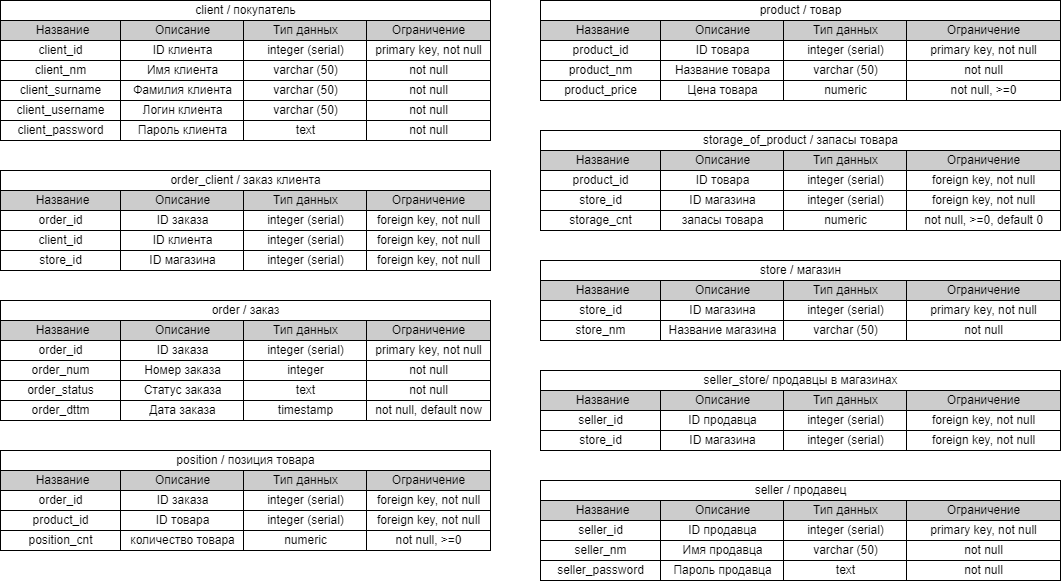 client / покупатель
Название Описание Тип данных Ограничение
client_id ID клиента integer (serial) primary key, not null
client_nm Имя клиента varchar (50) not null
client_surname Фамилия клиента varchar (50) not null
client_username Логин клиента varchar (50) not null
client_password Пароль клиента text not null
order_client / заказ клиента
Название Описание Тип данных Ограничение
order_id ID заказа integer (serial) foreign key, not null
client_id ID клиента integer (serial) foreign key, not null
store_id ID магазина integer (serial) foreign key, not null
order / заказ
Название Описание Тип данных Ограничение
order_id ID заказа integer (serial) primary key, not null
order_num Номер заказа integer not null
order_status Статус заказа text not null
order_dttm Дата заказа timestamp not null, default now
position / позиция товара
Название Описание Тип данных Ограничение
order_id ID заказа integer (serial) foreign key, not null
product_id ID товара integer (serial) foreign key, not null
position_cnt количество товара numeric not null, >=0
product / товар
Название Описание Тип данных Ограничение
product_id ID товара integer (serial) primary key, not null
product_nm Название товара varchar (50) not null
product_price Цена товара numeric not null, >=0
storage_of_product / запасы товара
Название Описание Тип данных Ограничение
product_id ID товара integer (serial) foreign key, not null
store_id ID магазина integer (serial) foreign key, not null
storage_cnt запасы товара numeric not null, >=0, default 0
store / магазин
Название Описание Тип данных Ограничение
store_id ID магазина integer (serial) primary key, not null
store_nm Название магазина varchar (50) not null
seller_store/ продавцы в магазинах
Название Описание Тип данных Ограничение
seller_id ID продавца integer (serial) foreign key, not null
store_id ID магазина integer (serial) foreign key, not null
seller / продавец
Название Описание Тип данных Ограничение
seller_id ID продавца integer (serial) primary key, not null
seller_nm Имя продавца varchar (50) not null
seller_password Пароль продавца text not null